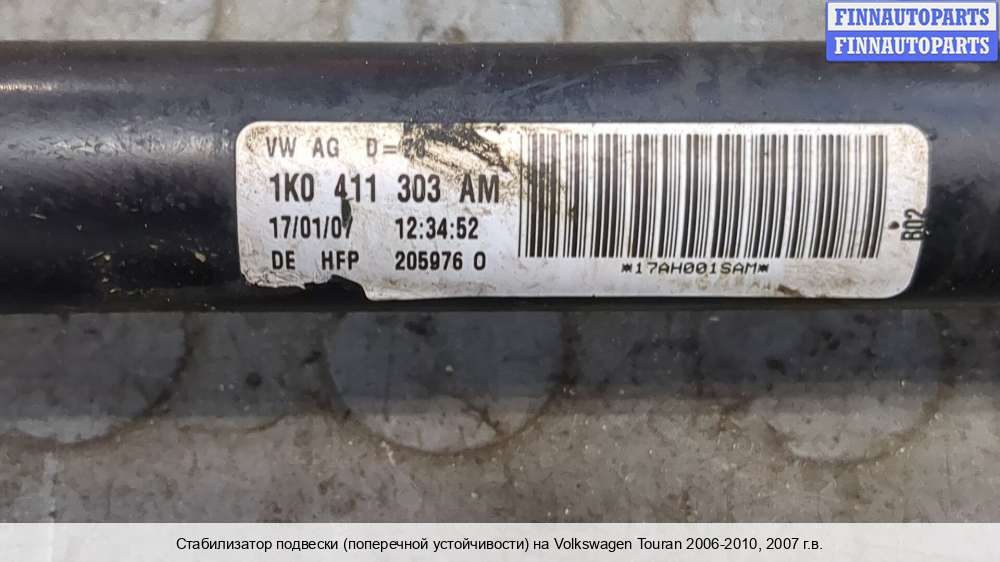 FINNAUTOPARTS
FINNAUTOPARTS
VW AG D=
1K0 411 303 AM
17/01/07 12:34:52
DE HFP 205976 0
*17AH001SAM*
B02
Стабилизатор подвески (поперечной устойчивости) на Volkswagen Touran 2006-2010, 2007 г.в.